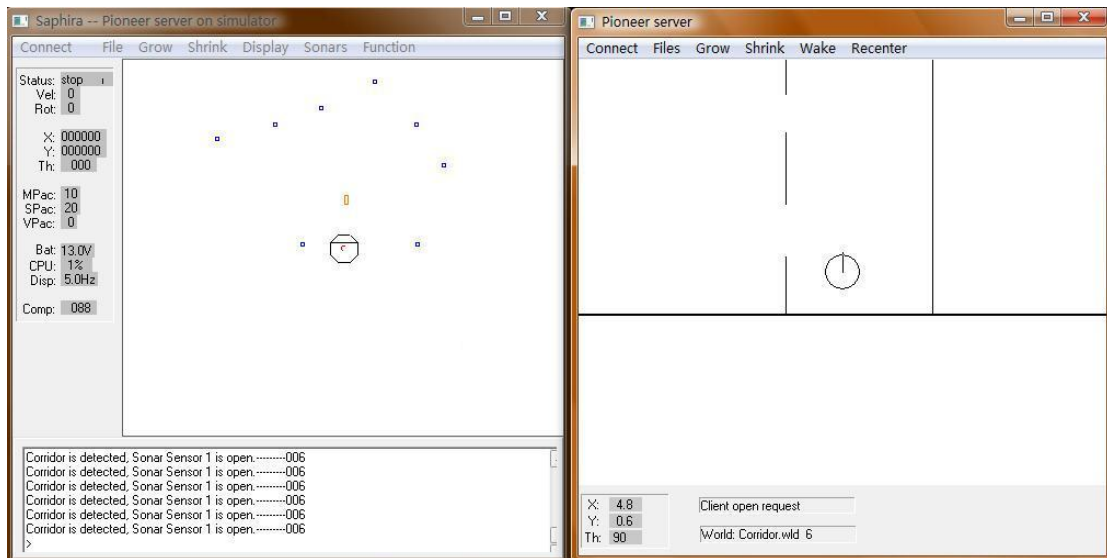 Saphira -- Pioneer server on simulator
Connect File Grow Shrink Display Sonars Function
Status: stop
Vel: 0
Rot: 0
X: 000000
Y: 000000
Th: 000
MPac: 10
SPac: 20
VPac: 0
Bat: 13.0V
CPU: 1%
Disp: 5.0Hz
Comp: 088
Corridor is detected, Sonar Sensor 1 is open.---------006
Corridor is detected, Sonar Sensor 1 is open.---------006
Corridor is detected, Sonar Sensor 1 is open.---------006
Corridor is detected, Sonar Sensor 1 is open.---------006
Corridor is detected, Sonar Sensor 1 is open.---------006
Corridor is detected, Sonar Sensor 1 is open.---------006
>
Pioneer server
Connect Files Grow Shrink Wake Recenter
X: 4.8
Y: 0.6
Th: 90
Client open request
World: Corridor.wld 6